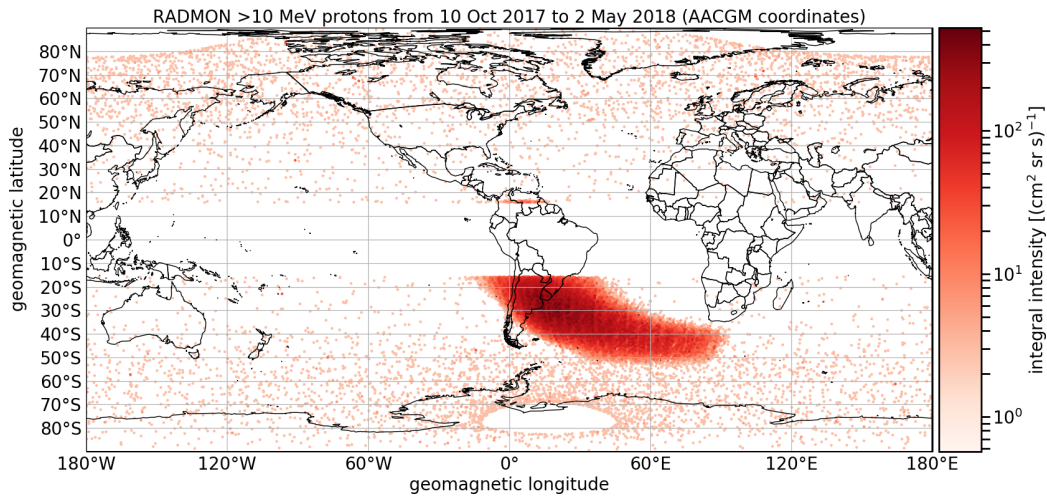 RADMON >10 MeV protons from 10 Oct 2017 to 2 May 2018 (AACGM coordinates)
80°N
70°N
60°N
50°N
40°N
30°N
20°N
10°N
0°
10°S
20°S
30°S
40°S
50°S
60°S
70°S
80°S
geomagnetic latitude
180°W
120°W
60°W
0°
60°E
120°E
180°E
geomagnetic longitude
10²
10¹
10⁰
integral intensity [(cm² sr s)⁻¹]